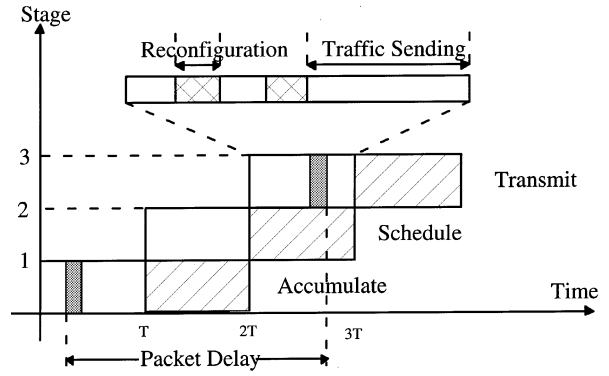 Stage
Reconfiguration
Traffic Sending
3
Transmit
2
Schedule
1
Accumulate
Time
T
2T
3T
Packet Delay